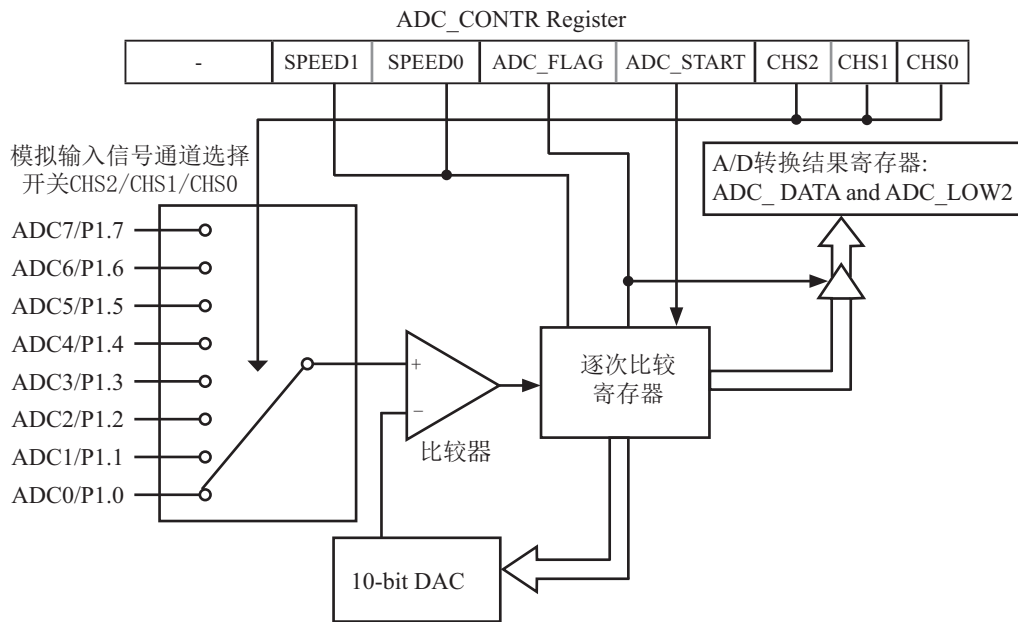 ADC_CONTR Register
- SPEED1 SPEED0 ADC_FLAG ADC_START CHS2 CHS1 CHS0
模拟输入信号通道选择
开关CHS2/CHS1/CHS0
A/D转换结果寄存器:
ADC_ DATA and ADC_LOW2
ADC7/P1.7
ADC6/P1.6
ADC5/P1.5
ADC4/P1.4
ADC3/P1.3
ADC2/P1.2
ADC1/P1.1
ADC0/P1.0
+
−
比较器
逐次比较
寄存器
10-bit DAC